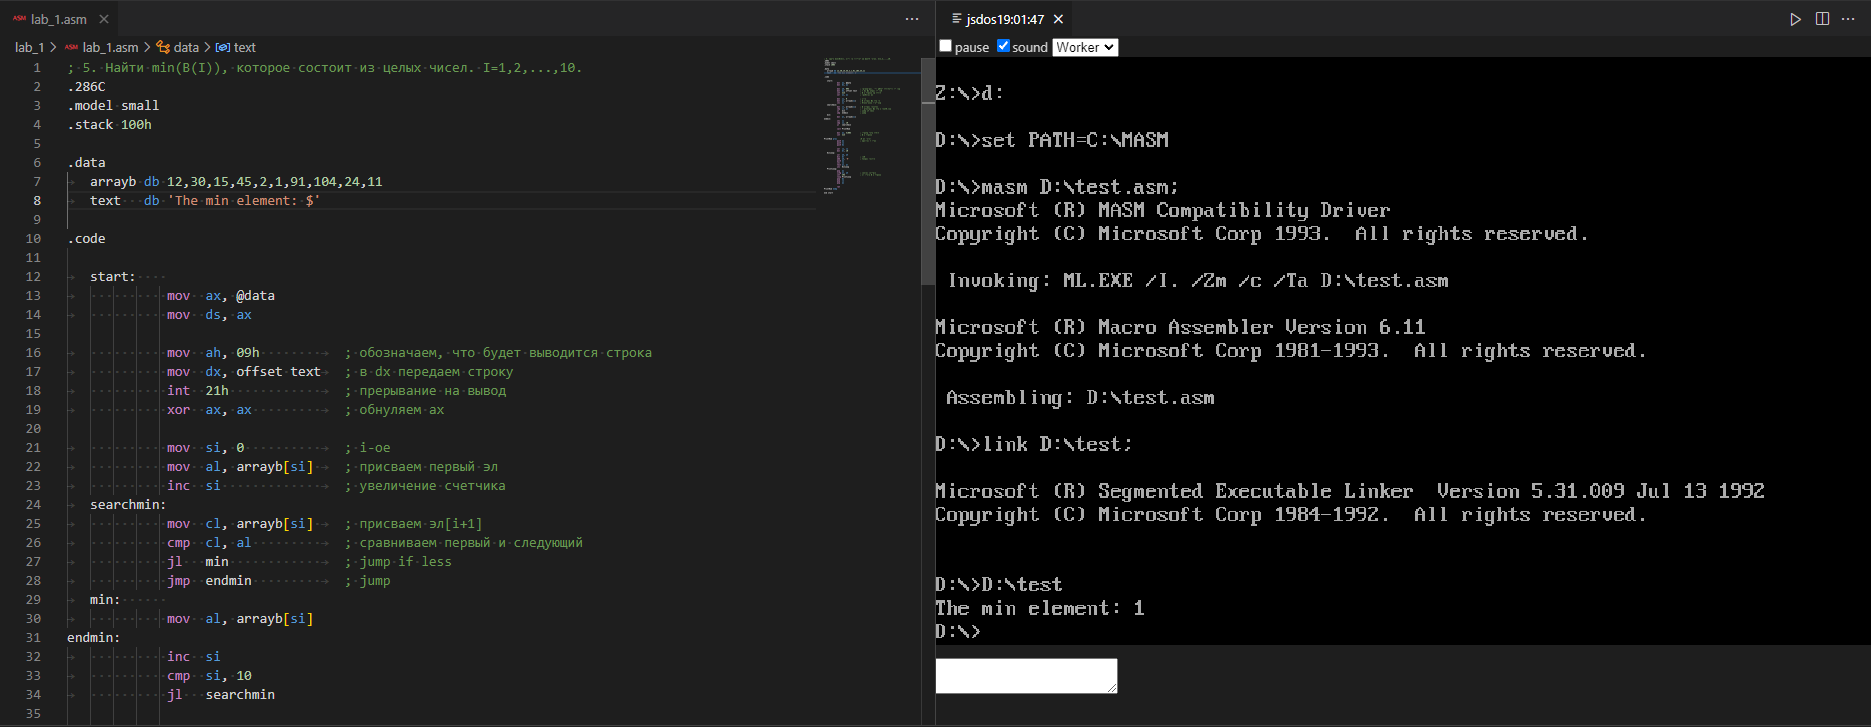 lab_1.asm
lab_1 > lab_1.asm > data > text
1 ; 5. Найти min(B(I)), которое состоит из целых чисел. I=1,2,...,10.
2 .286C
3 .model small
4 .stack 100h
5
6 .data
7 arrayb db 12,30,15,45,2,1,91,104,24,11
8 text db 'The min element: $'
9
10 .code
11
12 start:
13 mov ax, @data
14 mov ds, ax
15
16 mov ah, 09h ; обозначаем, что будет выводится строка
17 mov dx, offset text ; в dx передаем строку
18 int 21h ; прерывание на вывод
19 xor ax, ax ; обнуляем ax
20
21 mov si, 0 ; i-ое
22 mov al, arrayb[si] ; присваем первый эл
23 inc si ; увеличение счетчика
24 searchmin:
25 mov cl, arrayb[si] ; присваем эл[i+1]
26 cmp cl, al ; сравниваем первый и следующий
27 jl min ; jump if less
28 jmp endmin ; jump
29 min:
30 mov al, arrayb[si]
31 endmin:
32 inc si
33 cmp si, 10
34 jl searchmin
35
jsdos19:01:47
pause sound Worker
Z:\>d:
D:\>set PATH=C:\MASM
D:\>masm D:\test.asm;
Microsoft (R) MASM Compatibility Driver
Copyright (C) Microsoft Corp 1993. All rights reserved.
Invoking: ML.EXE /I. /Zm /c /Ta D:\test.asm
Microsoft (R) Macro Assembler Version 6.11
Copyright (C) Microsoft Corp 1981-1993. All rights reserved.
Assembling: D:\test.asm
D:\>link D:\test;
Microsoft (R) Segmented Executable Linker Version 5.31.009 Jul 13 1992
Copyright (C) Microsoft Corp 1984-1992. All rights reserved.
D:\>D:\test
The min element: 1
D:\>